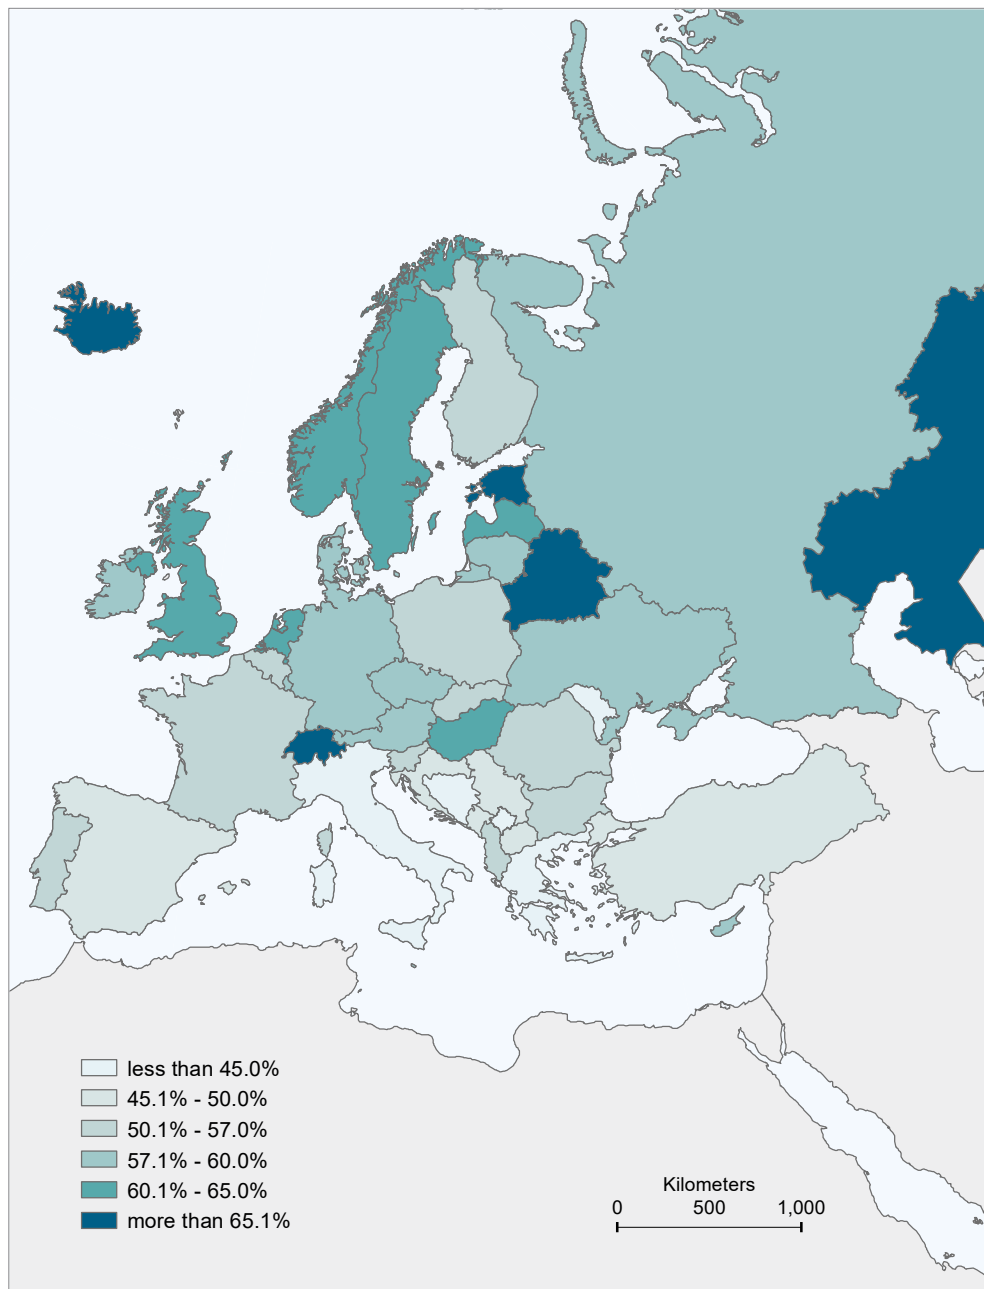 less than 45.0%
45.1% - 50.0%
50.1% - 57.0%
57.1% - 60.0%
60.1% - 65.0%
more than 65.1%
Kilometers
0 500 1,000